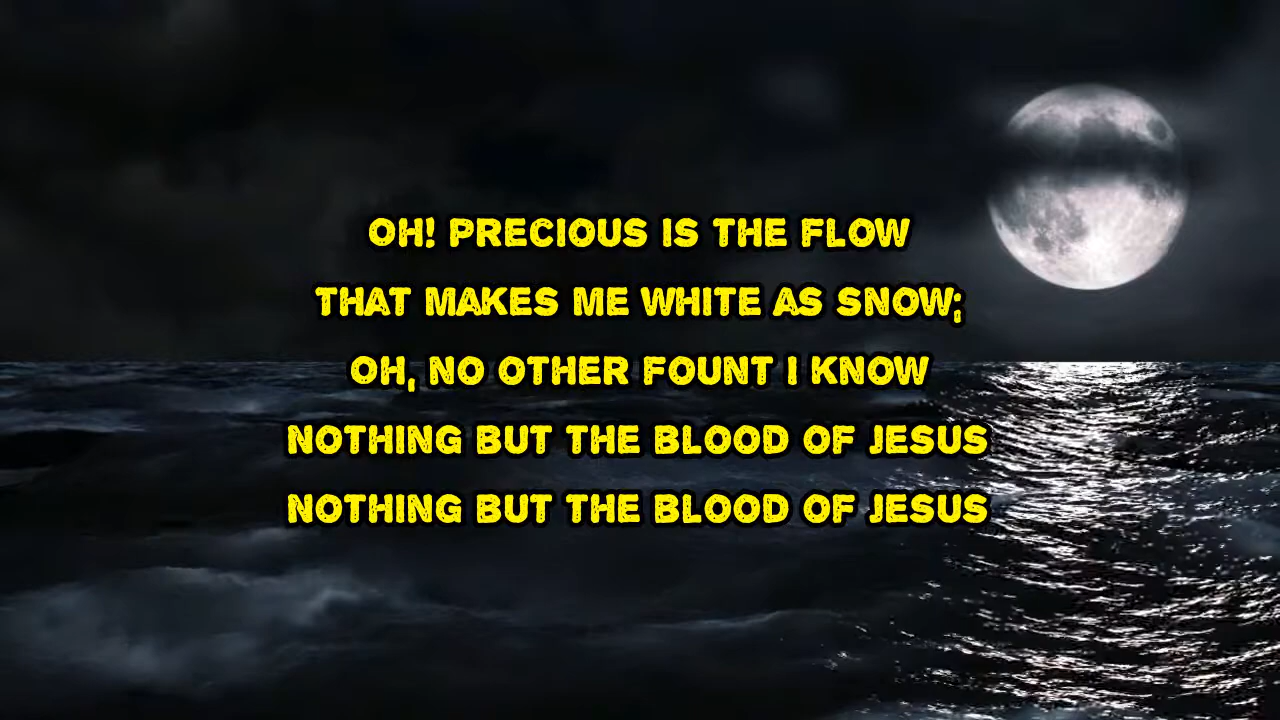 OH! PRECIOUS IS THE FLOW
THAT MAKES ME WHITE AS SNOW;
OH, NO OTHER FOUNT I KNOW
NOTHING BUT THE BLOOD OF JESUS
NOTHING BUT THE BLOOD OF JESUS